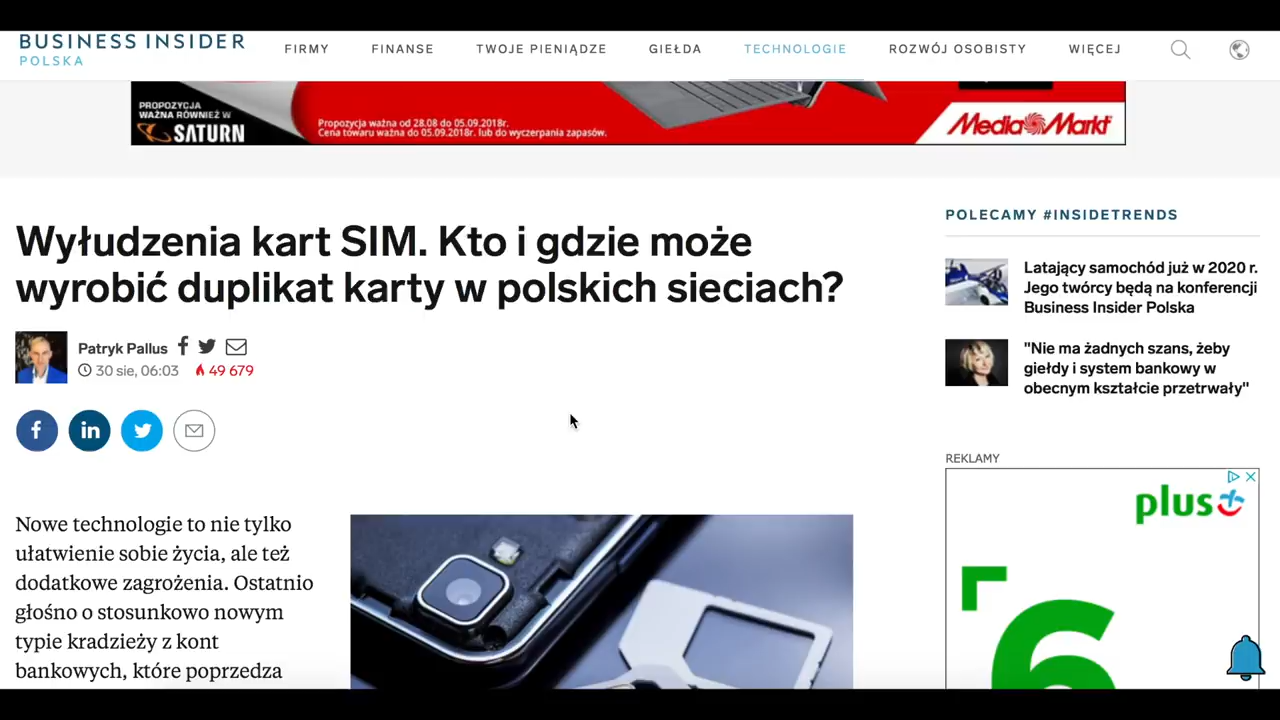 BUSINESS INSIDER
POLSKA
FIRMY
FINANSE
TWOJE PIENIĄDZE
GIEŁDA
TECHNOLOGIE
ROZWÓJ OSOBISTY
WIĘCEJ
PROPOZYCJA
WAŻNA RÓWNIEŻ W
SATURN
Propozycja ważna od 28.08 do 05.09.2018r.
Cena towaru ważna do 05.09.2018r. lub do wyczerpania zapasów.
Media Markt
Wyłudzenia kart SIM. Kto i gdzie może
wyrobić duplikat karty w polskich sieciach?
Patryk Pallus
30 sie, 06:03
49 679
Nowe technologie to nie tylko
ułatwienie sobie życia, ale też
dodatkowe zagrożenia. Ostatnio
głośno o stosunkowo nowym
typie kradzieży z kont
bankowych, które poprzedza
POLECAMY #INSIDETRENDS
Latający samochód już w 2020 r.
Jego twórcy będą na konferencji
Business Insider Polska
"Nie ma żadnych szans, żeby
giełdy i system bankowy w
obecnym kształcie przetrwały"
REKLAMY
plus
6